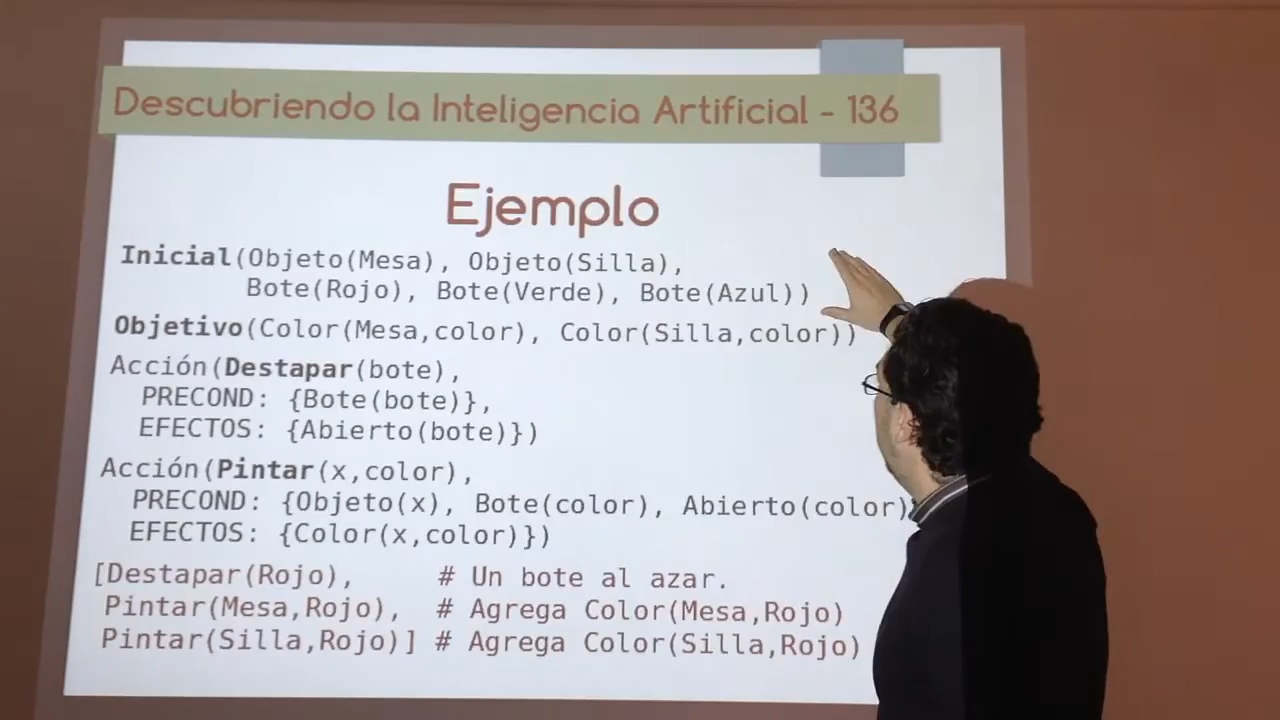 Descubriendo la Inteligencia Artificial - 136
Ejemplo
Inicial(Objeto(Mesa), Objeto(Silla),
Bote(Rojo), Bote(Verde), Bote(Azul))
Objetivo(Color(Mesa,color), Color(Silla,color))
Acción(Destapar(bote),
PRECOND: {Bote(bote)},
EFECTOS: {Abierto(bote)})
Acción(Pintar(x,color),
PRECOND: {Objeto(x), Bote(color), Abierto(color)
EFECTOS: {Color(x,color)})
[Destapar(Rojo), # Un bote al azar.
Pintar(Mesa,Rojo), # Agrega Color(Mesa,Rojo)
Pintar(Silla,Rojo)] # Agrega Color(Silla,Rojo)